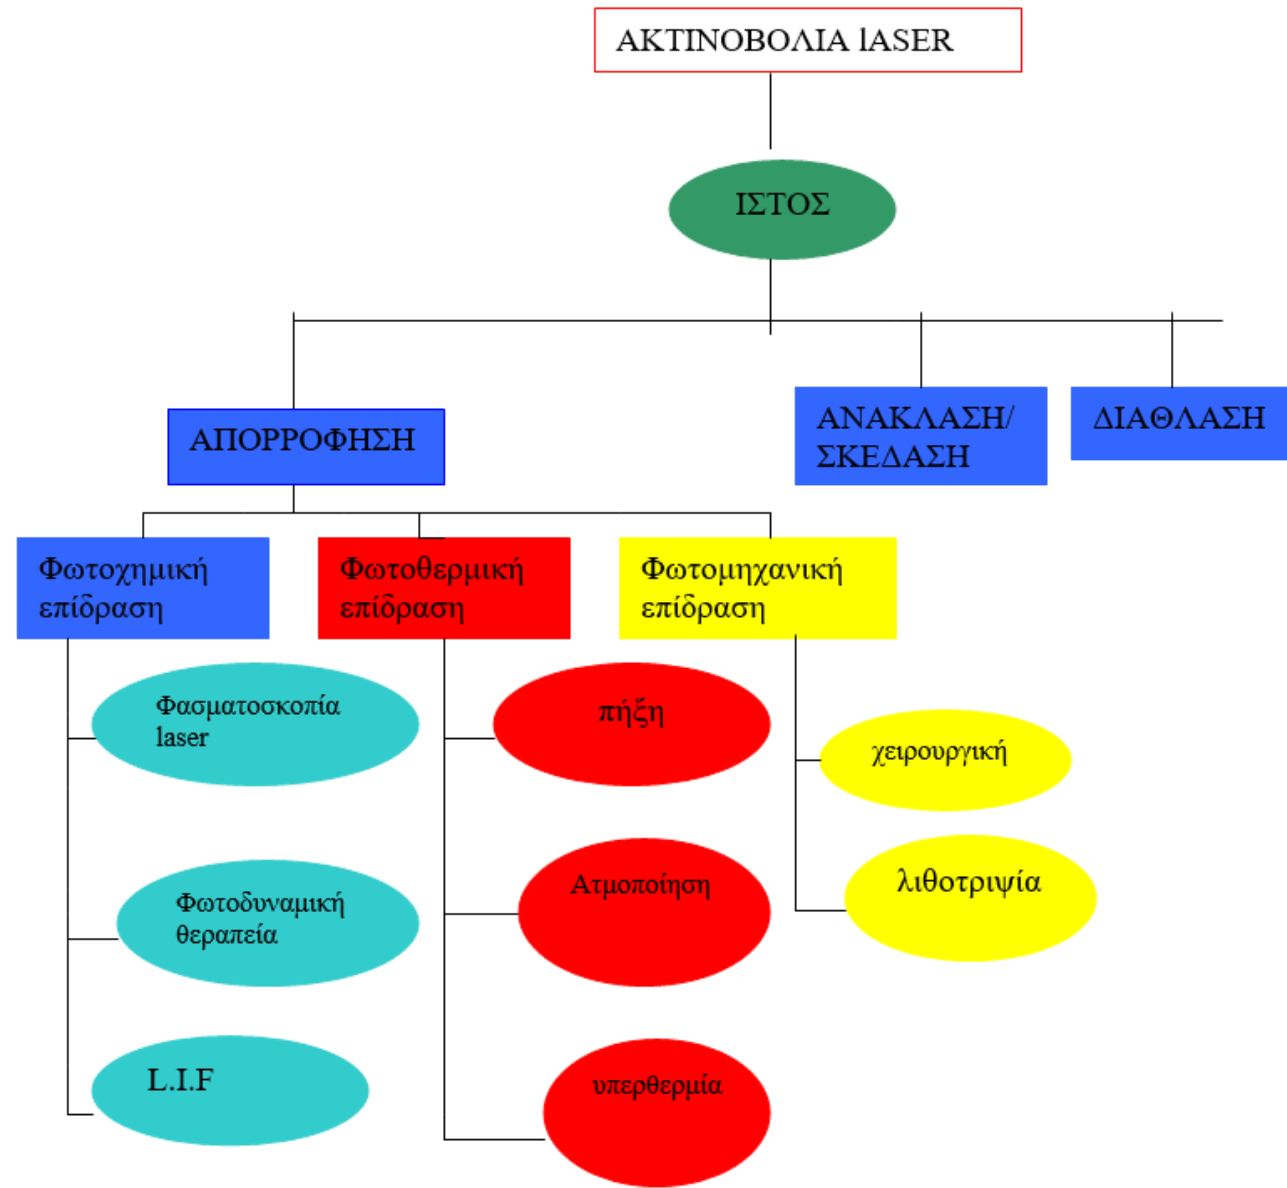 ΑΚΤΙΝΟΒΟΛΙΑ lASER
ΙΣΤΟΣ
ΑΠΟΡΡΟΦΗΣΗ
ΑΝΑΚΛΑΣΗ/
ΣΚΕΔΑΣΗ
ΔΙΑΘΛΑΣΗ
Φωτοχημική
επίδραση
Φωτοθερμική
επίδραση
Φωτομηχανική
επίδραση
Φασματοσκοπία
laser
Φωτοδυναμική
θεραπεία
L.I.F
πήξη
Ατμοποίηση
υπερθερμία
χειρουργική
λιθοτριψία